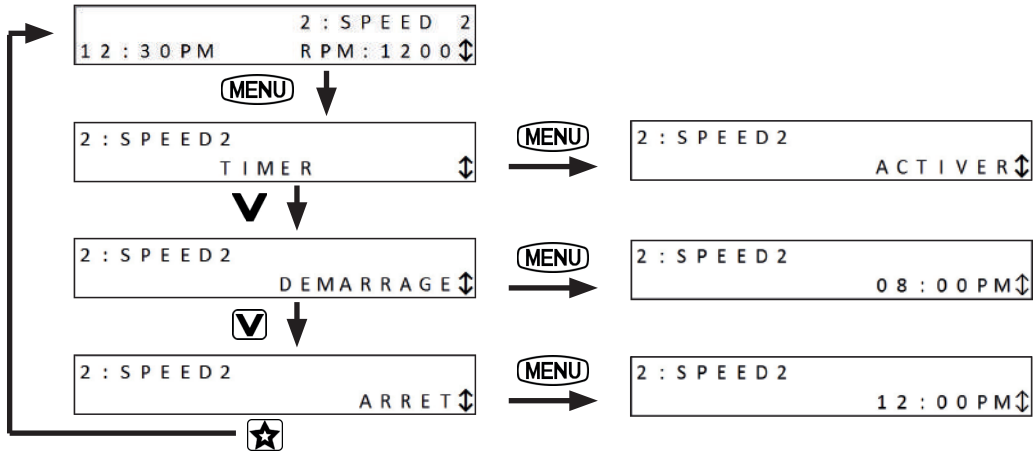 2:SPEED 2
12:30PM RPM:1200↕
MENU
2:SPEED2
TIMER ↕
MENU
2:SPEED2
ACTIVER↕
V
2:SPEED2
DEMARRAGE↕
MENU
2:SPEED2
08:00PM↕
V
2:SPEED2
ARRET↕
MENU
2:SPEED2
12:00PM↕